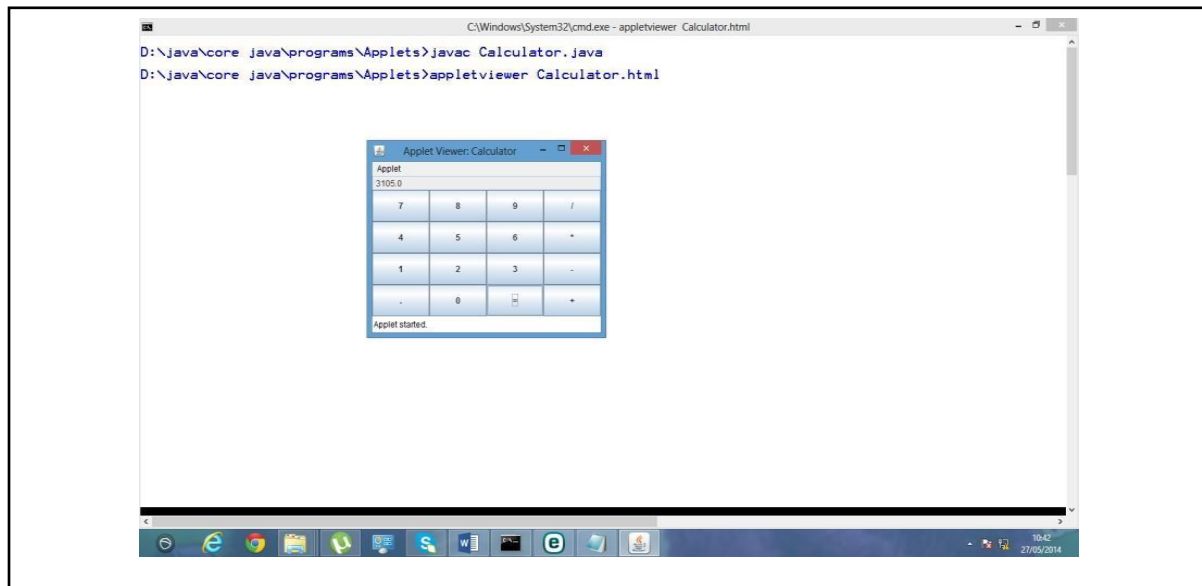 C:\Windows\System32\cmd.exe - appletviewer Calculator.html
D:\java\core java\programs\Applets>javac Calculator.java
D:\java\core java\programs\Applets>appletviewer Calculator.html
Applet Viewer: Calculator
Applet
3105.0
7 8 9 /
4 5 6 *
1 2 3 -
. 0 = +
Applet started.
10:42
27/05/2014